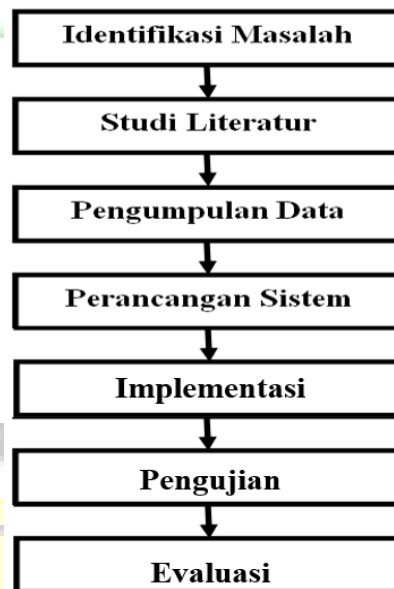 Identifikasi Masalah
Studi Literatur
Pengumpulan Data
Perancangan Sistem
Implementasi
Pengujian
Evaluasi